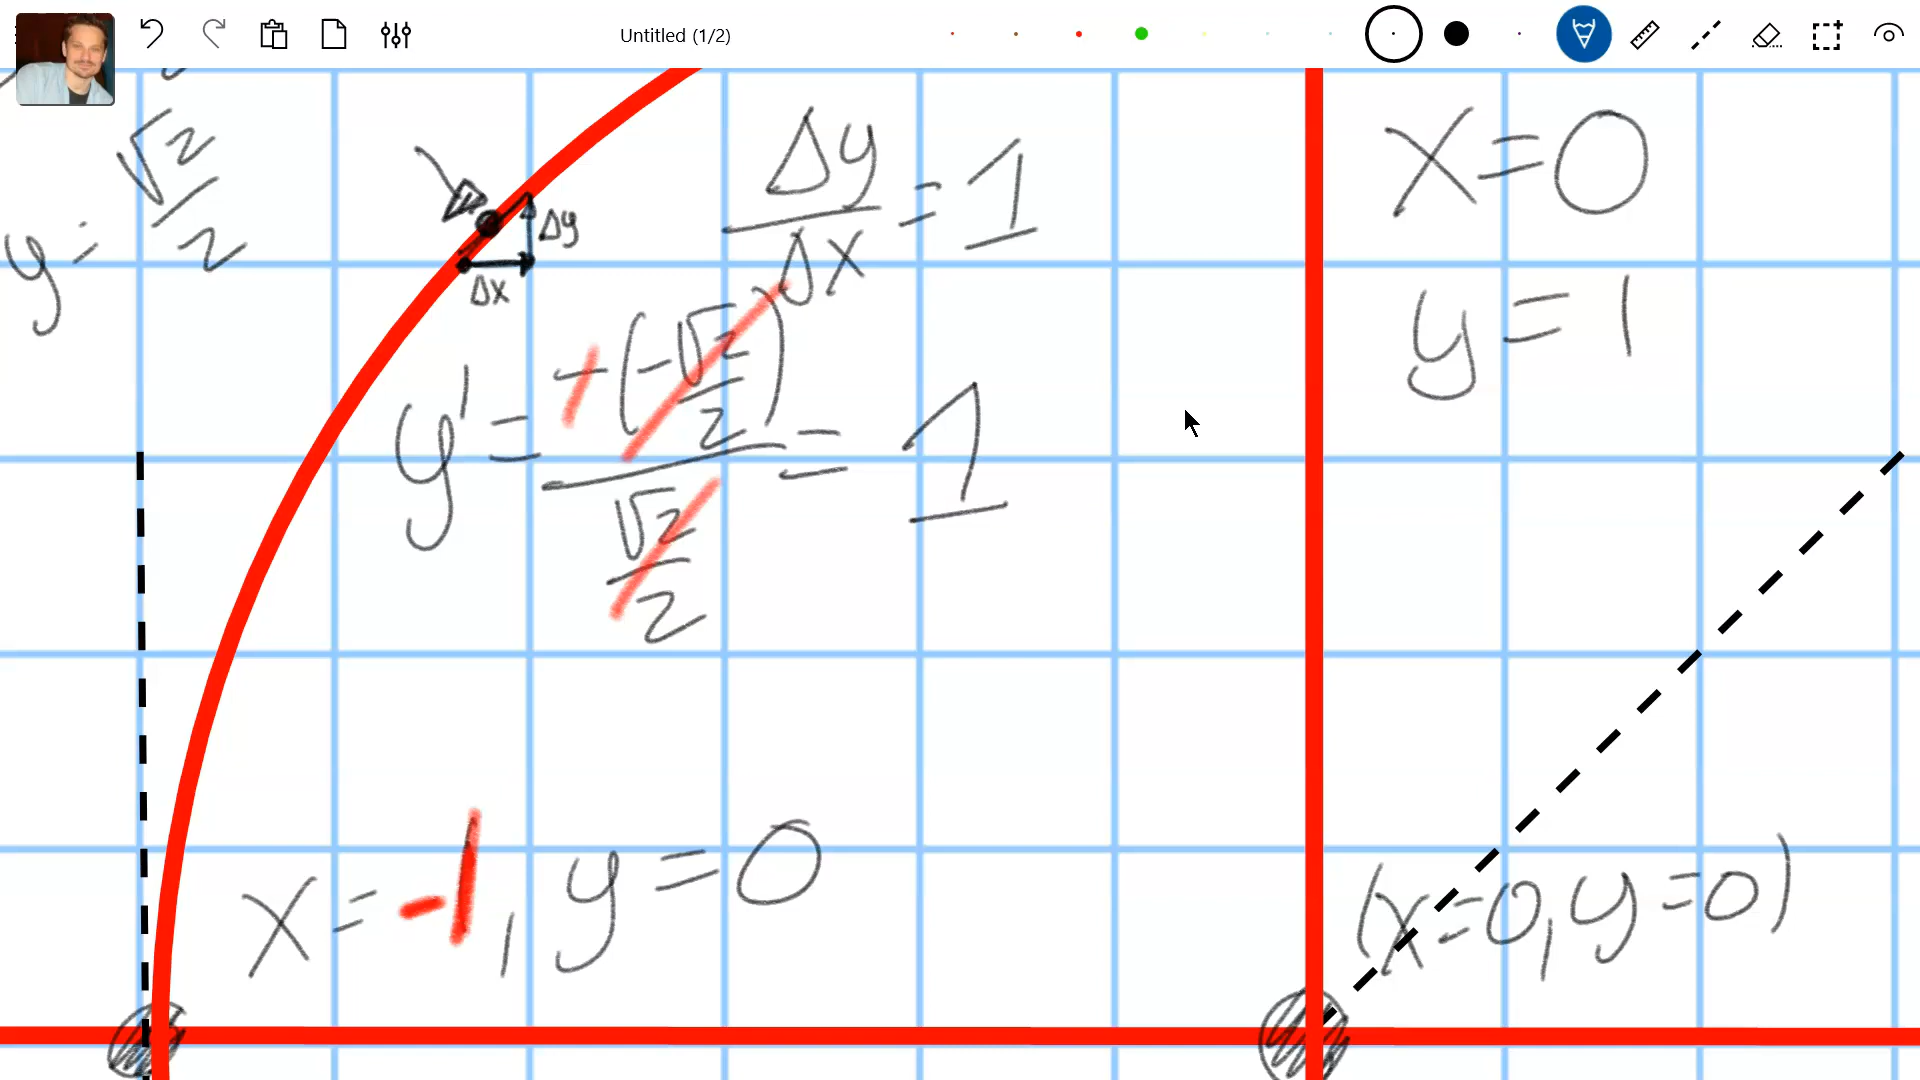 Untitled (1/2)
y = √2/2
Δy
Δx
Δy/Δx = 1
y' = -(-√2/2)/(√2/2) = 1
x=0
y=1
x = -1, y=0
(x=0, y=0)